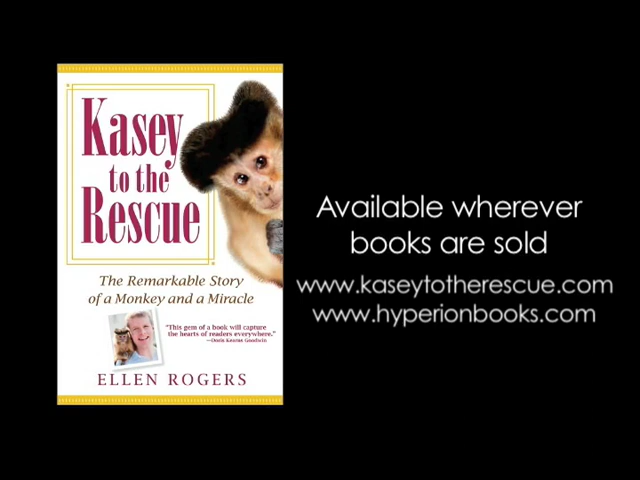 Kasey
to the
Rescue
The Remarkable Story
of a Monkey and a Miracle
"This gem of a book will capture
the hearts of readers everywhere."
—Doris Kearns Goodwin
ELLEN ROGERS
Available wherever
books are sold
www.kaseytotherescue.com
www.hyperionbooks.com